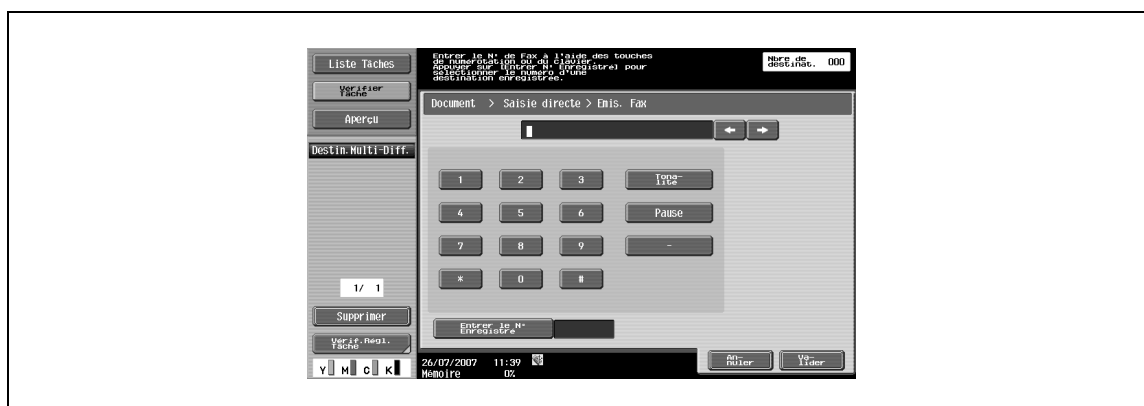 Liste Tâches
Entrer le N° de Fax à l'aide des touches
de numérotation ou du clavier.
Appuyer sur [Entrer N° Enregistré] pour
sélectionner le numéro d'une
destination enregistrée.
Nbre de
destinat. 000
Vérifier
Tâche
Document > Saisie directe > Emis. Fax
Aperçu
← →
Destin.Multi-Diff.
1 2 3 Tona-
lité
4 5 6 Pause
7 8 9 -
* 0 #
1/ 1
Supprimer
Entrer le N°
Enregistré
Vérif.Régl.
Tâche
26/07/2007 11:39
Mémoire 0%
An-
nuler
Va-
lider
Y M C K